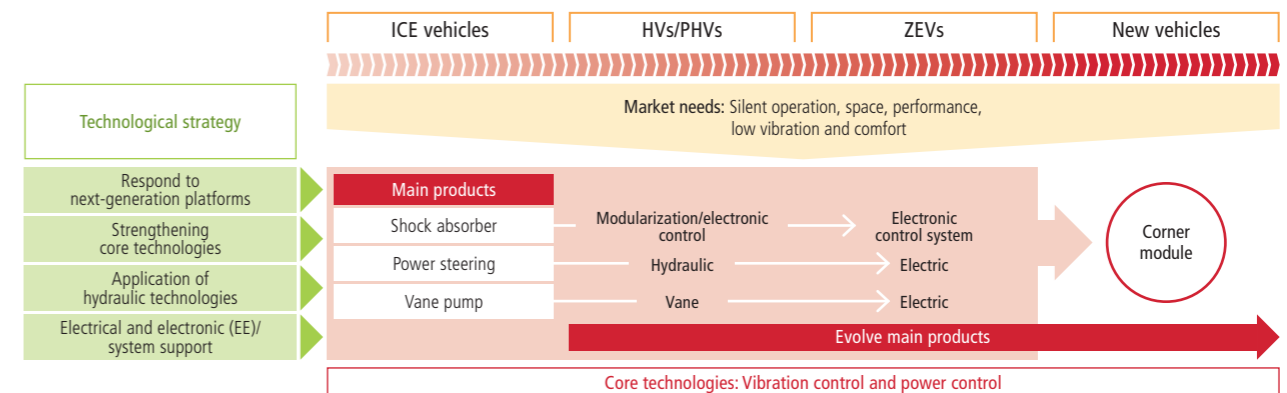 ICE vehicles
HVs/PHVs
ZEVs
New vehicles
Technological strategy
Market needs: Silent operation, space, performance,
low vibration and comfort
Respond to
next-generation platforms
Strengthening
core technologies
Application of
hydraulic technologies
Electrical and electronic (EE)/
system support
Main products
Shock absorber
Modularization/electronic
control
Electronic
control system
Power steering
Hydraulic
Electric
Vane pump
Vane
Electric
Corner
module
Evolve main products
Core technologies: Vibration control and power control